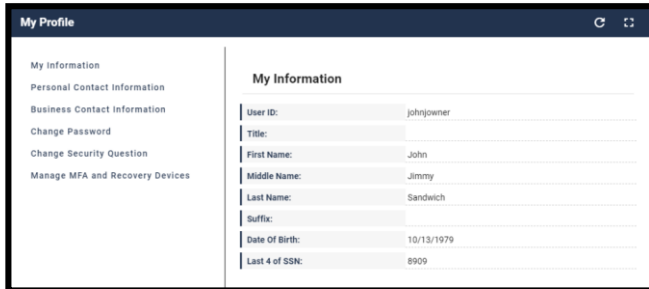 My Profile
My Information
Personal Contact Information
Business Contact Information
Change Password
Change Security Question
Manage MFA and Recovery Devices
My Information
User ID: johnjowner
Title:
First Name: John
Middle Name: Jimmy
Last Name: Sandwich
Suffix:
Date Of Birth: 10/13/1979
Last 4 of SSN: 8909